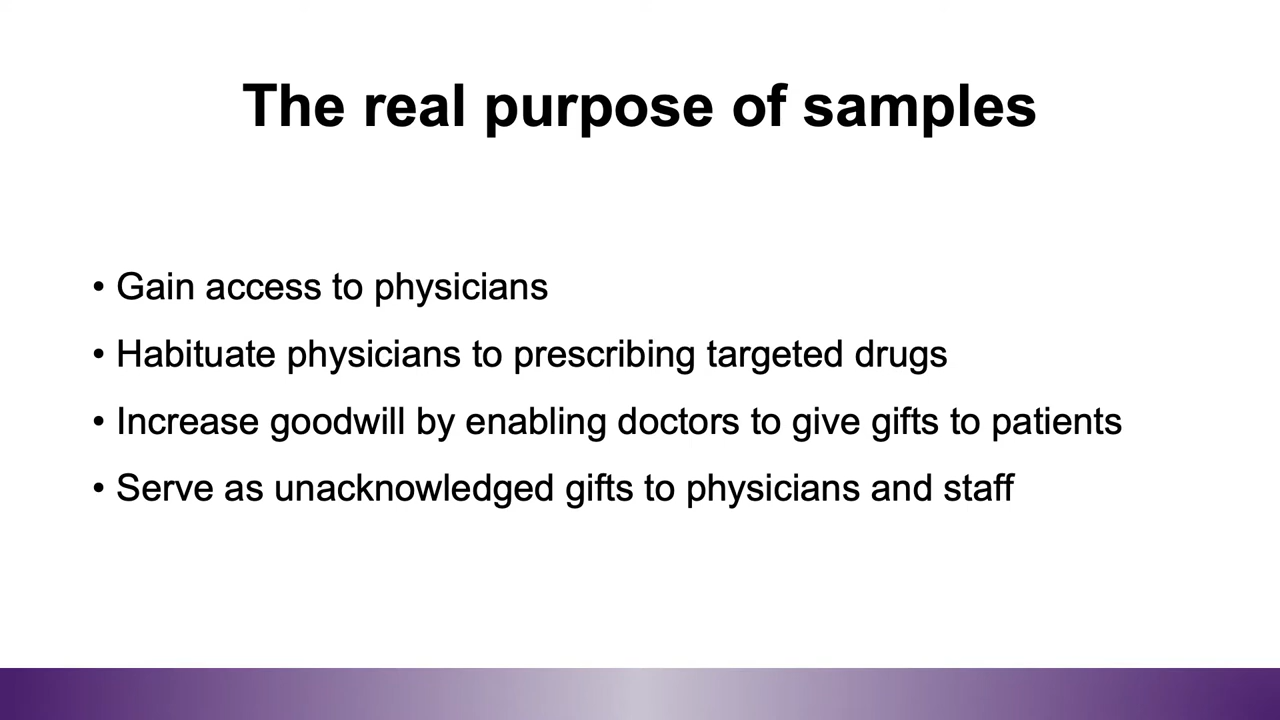 The real purpose of samples
• Gain access to physicians
• Habituate physicians to prescribing targeted drugs
• Increase goodwill by enabling doctors to give gifts to patients
• Serve as unacknowledged gifts to physicians and staff